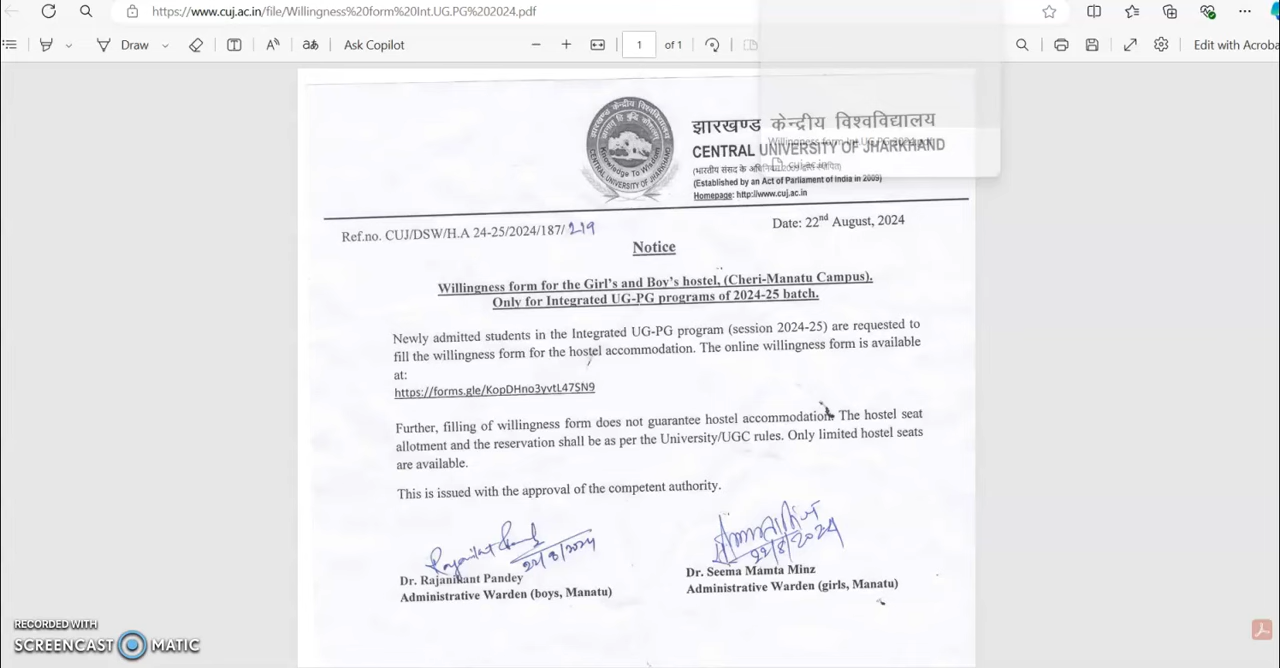 https://www.cuj.ac.in/file/Willingness%20form%20Int.UG.PG%202024.pdf
Draw
Ask Copilot
1 of 1
Edit with Acroba
झारखण्ड केन्द्रीय विश्वविद्यालय
CENTRAL UNIVERSITY OF JHARKHAND
(Established by an Act of Parliament of India in 2009)
Homepage: http://www.cuj.ac.in
Ref.no. CUJ/DSW/H.A 24-25/2024/187/219
Date: 22nd August, 2024
Notice
Willingness form for the Girl's and Boy's hostel, (Cheri-Manatu Campus).
Only for Integrated UG-PG programs of 2024-25 batch.
Newly admitted students in the Integrated UG-PG program (session 2024-25) are requested to
fill the willingness form for the hostel accommodation. The online willingness form is available
at:
https://forms.gle/KopDHno3yvtL47SN9
Further, filling of willingness form does not guarantee hostel accommodation. The hostel seat
allotment and the reservation shall be as per the University/UGC rules. Only limited hostel seats
are available.
This is issued with the approval of the competent authority.
22/8/2024
22/8/2024
Dr. Rajanikant Pandey
Administrative Warden (boys, Manatu)
Dr. Seema Mamta Minz
Administrative Warden (girls, Manatu)
RECORDED WITH
SCREENCAST MATIC